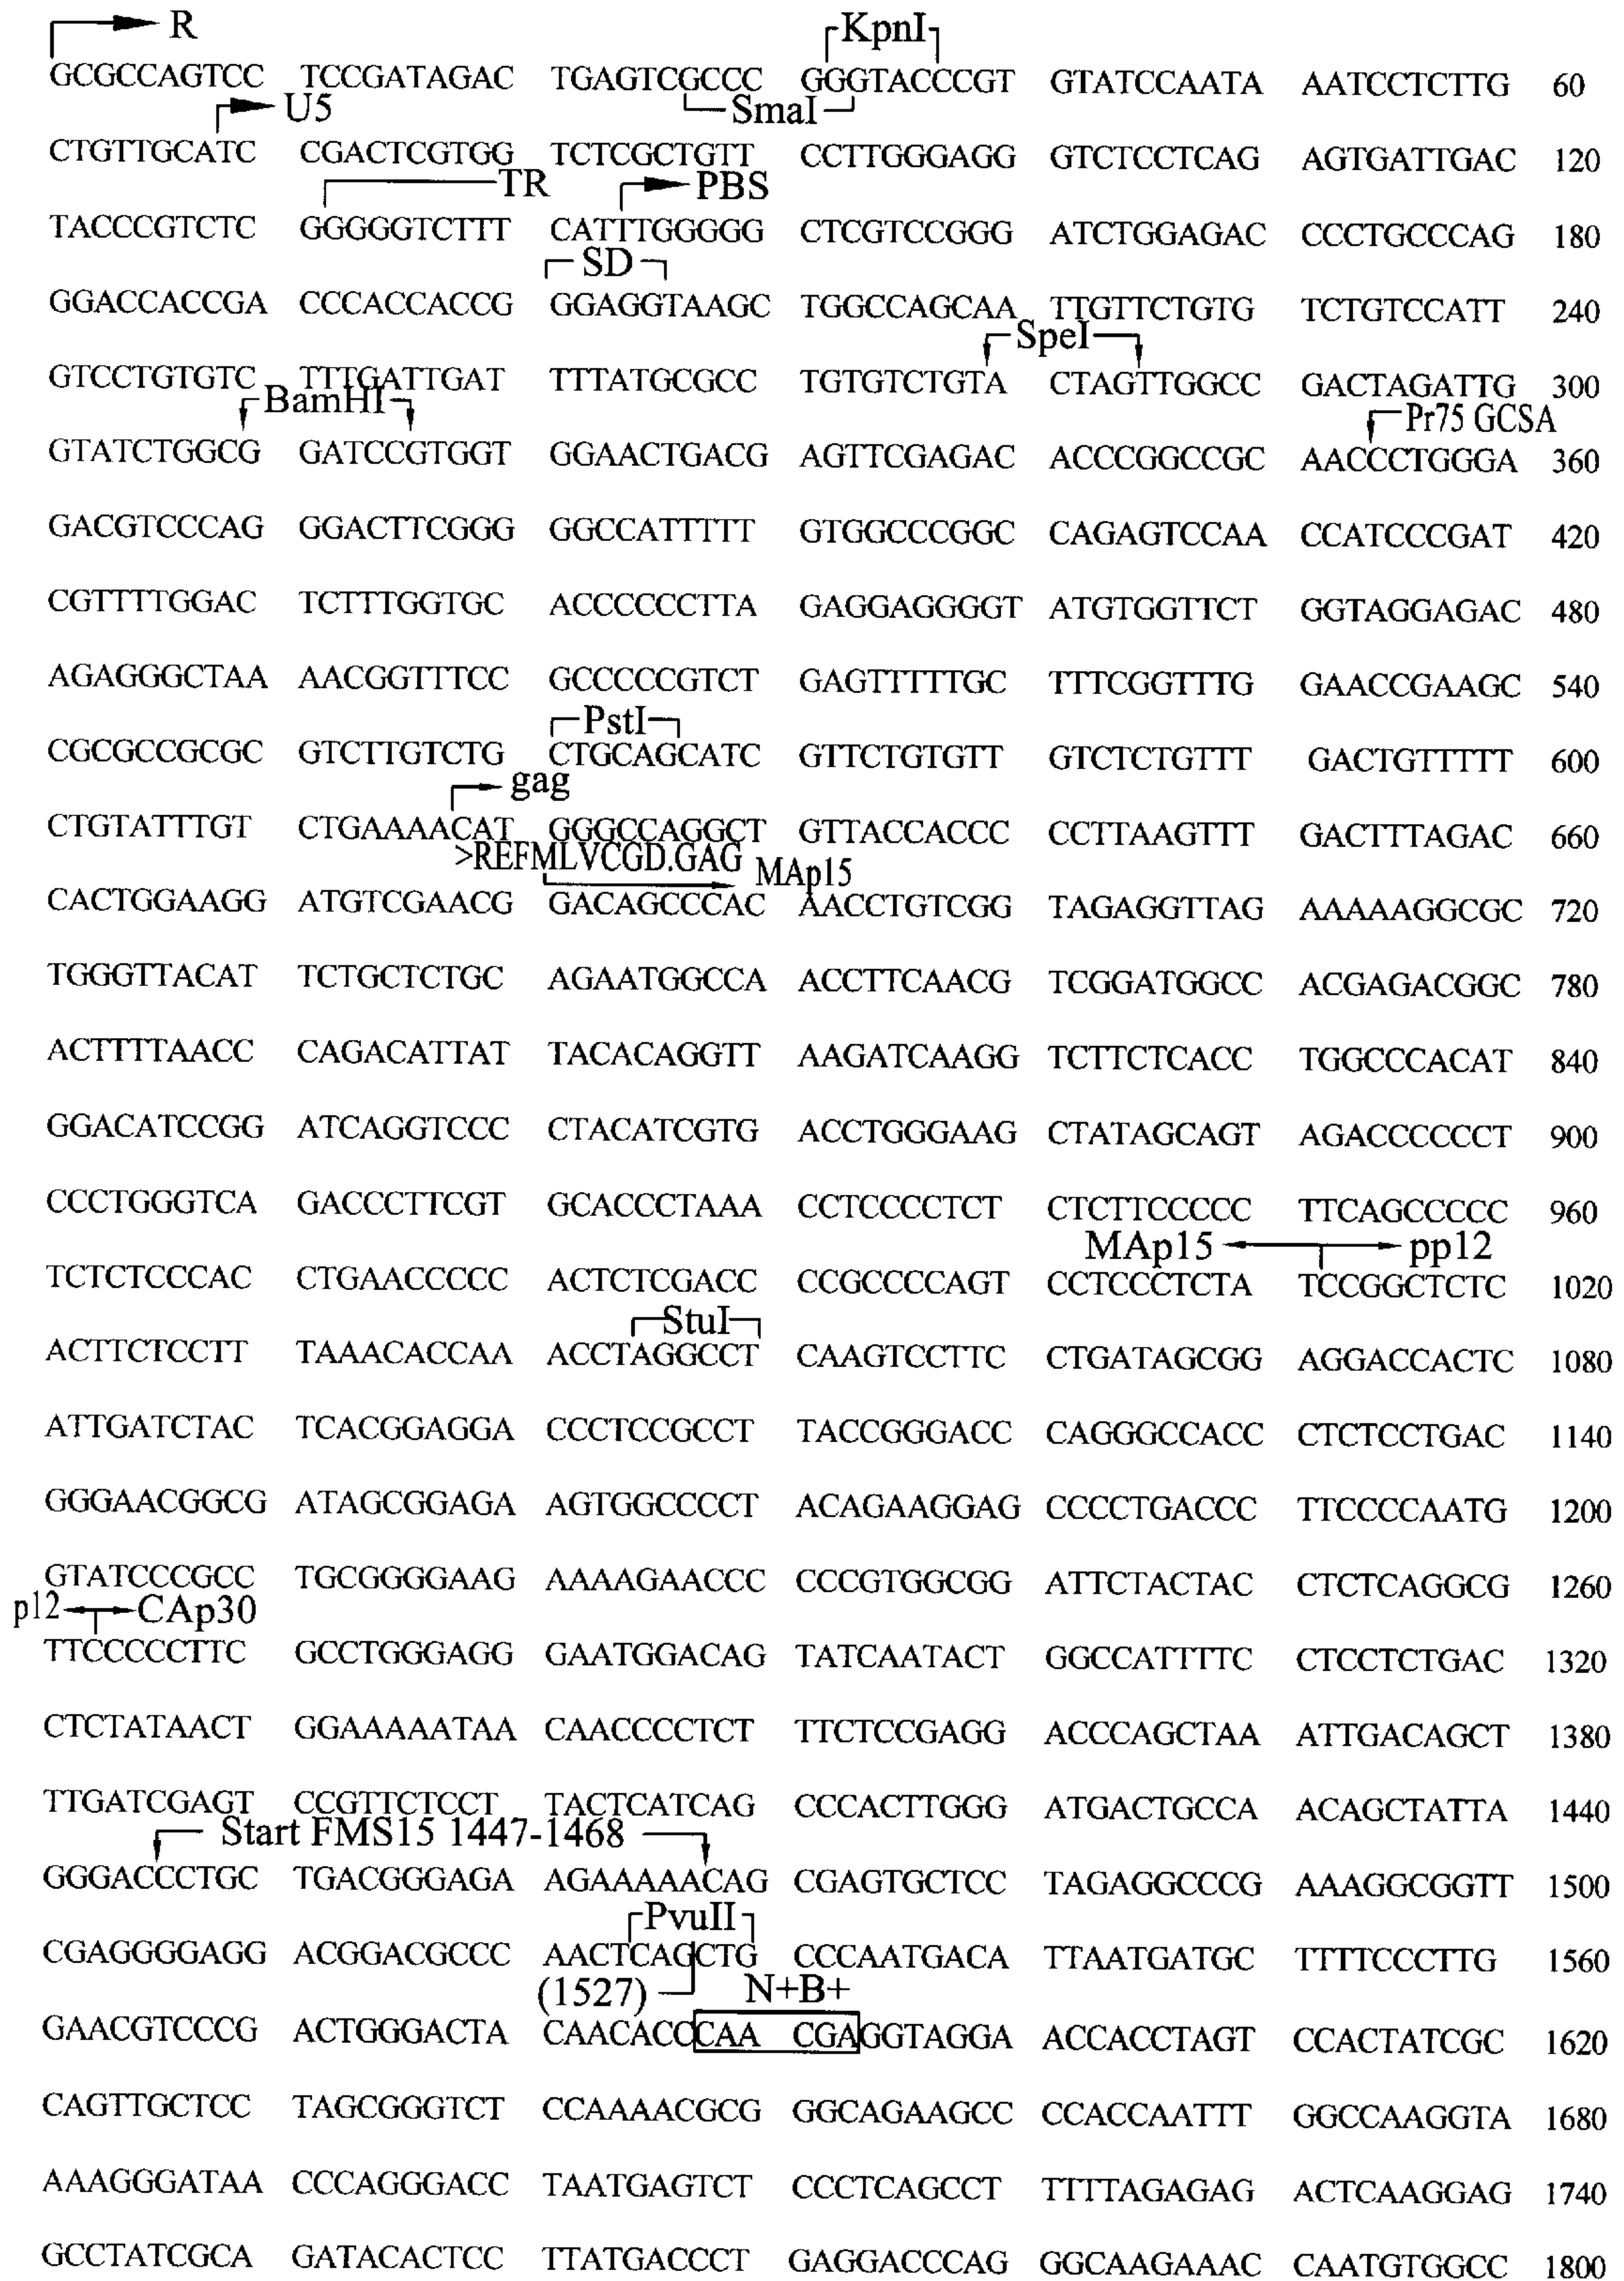 R KpnI
GCGCCAGTCC TCCGATAGAC TGAGTCGCCC GGGTACCCGT GTATCCAATA AATCCTCTTG 60
U5 SmaI
CTGTTGCATC CGACTCGTGG TCTCGCTGTT CCTTGGGAGG GTCTCCTCAG AGTGATTGAC 120
TR PBS
TACCCGTCTC GGGGGTCTTT CATTTGGGGG CTCGTCCGGG ATCTGGAGAC CCCTGCCCAG 180
SD
GGACCACCGA CCCACCACCG GGAGGTAAGC TGGCCAGCAA TTGTTCTGTG TCTGTCCATT 240
SpeI
GTCCTGTGTC TTTGATTGAT TTTATGCGCC TGTGTCTGTA CTAGTTGGCC GACTAGATTG 300
BamHI Pr75 GCSA
GTATCTGGCG GATCCGTGGT GGAACTGACG AGTTCGAGAC ACCCGGCCGC AACCCTGGGA 360
GACGTCCCAG GGACTTCGGG GGCCATTTTT GTGGCCCGGC CAGAGTCCAA CCATCCCGAT 420
CGTTTTGGAC TCTTTGGTGC ACCCCCCTTA GAGGAGGGGT ATGTGGTTCT GGTAGGAGAC 480
AGAGGGCTAA AACGGTTTCC GCCCCCGTCT GAGTTTTTGC TTTCGGTTTG GAACCGAAGC 540
PstI
CGCGCCGCGC GTCTTGTCTG CTGCAGCATC GTTCTGTGTT GTCTCTGTTT GACTGTTTTT 600
gag
CTGTATTTGT CTGAAAACAT GGGCCAGGCT GTTACCACCC CCTTAAGTTT GACTTTAGAC 660
>REFMLVCGD.GAG MAp15
CACTGGAAGG ATGTCGAACG GACAGCCCAC AACCTGTCGG TAGAGGTTAG AAAAAGGCGC 720
TGGGTTACAT TCTGCTCTGC AGAATGGCCA ACCTTCAACG TCGGATGGCC ACGAGACGGC 780
ACTTTTAACC CAGACATTAT TACACAGGTT AAGATCAAGG TCTTCTCACC TGGCCCACAT 840
GGACATCCGG ATCAGGTCCC CTACATCGTG ACCTGGGAAG CTATAGCAGT AGACCCCCCT 900
CCCTGGGTCA GACCCTTCGT GCACCCTAAA CCTCCCCTCT CTCTTCCCCC TTCAGCCCCC 960
MAp15 pp12
TCTCTCCCAC CTGAACCCCC ACTCTCGACC CCGCCCCAGT CCTCCCTCTA TCCGGCTCTC 1020
StuI
ACTTCTCCTT TAAACACCAA ACCTAGGCCT CAAGTCCTTC CTGATAGCGG AGGACCACTC 1080
ATTGATCTAC TCACGGAGGA CCCTCCGCCT TACCGGGACC CAGGGCCACC CTCTCCTGAC 1140
GGGAACGGCG ATAGCGGAGA AGTGGCCCCT ACAGAAGGAG CCCCTGACCC TTCCCCAATG 1200
GTATCCCGCC TGCGGGGAAG AAAAGAACCC CCCGTGGCGG ATTCTACTAC CTCTCAGGCG 1260
p12 CAp30
TTCCCCCTTC GCCTGGGAGG GAATGGACAG TATCAATACT GGCCATTTTC CTCCTCTGAC 1320
CTCTATAACT GGAAAAATAA CAACCCCTCT TTCTCCGAGG ACCCAGCTAA ATTGACAGCT 1380
TTGATCGAGT CCGTTCTCCT TACTCATCAG CCCACTTGGG ATGACTGCCA ACAGCTATTA 1440
Start FMS15 1447-1468
GGGACCCTGC TGACGGGAGA AGAAAAACAG CGAGTGCTCC TAGAGGCCCG AAAGGCGGTT 1500
PvuII
CGAGGGGAGG ACGGACGCCC AACTCAGCTG CCCAATGACA TTAATGATGC TTTTCCCTTG 1560
(1527) N+B+
GAACGTCCCG ACTGGGACTA CAACACCCAA CGAGGTAGGA ACCACCTAGT CCACTATCGC 1620
CAGTTGCTCC TAGCGGGTCT CCAAAACGCG GGCAGAAGCC CCACCAATTT GGCCAAGGTA 1680
AAAGGGATAA CCCAGGGACC TAATGAGTCT CCCTCAGCCT TTTTAGAGAG ACTCAAGGAG 1740
GCCTATCGCA GATACACTCC TTATGACCCT GAGGACCCAG GGCAAGAAAC CAATGTGGCC 1800